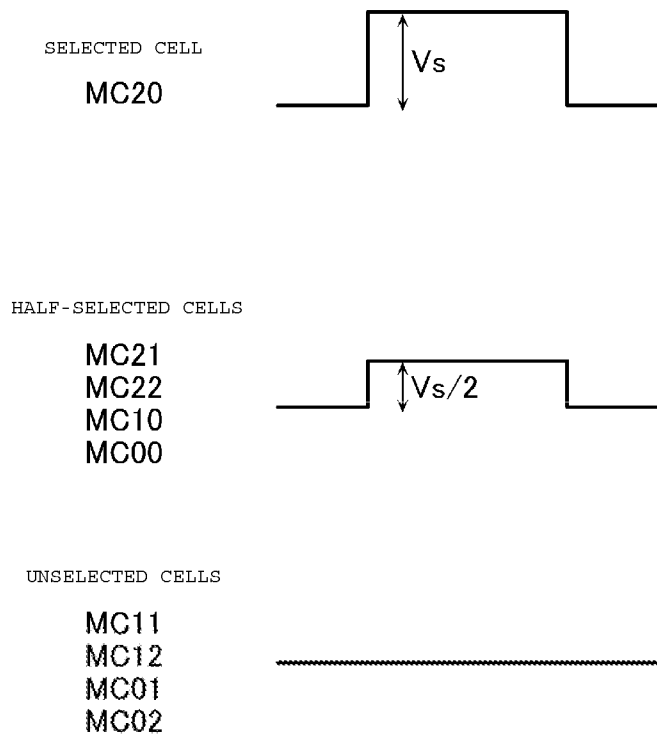 SELECTED CELL
Vs
MC20
HALF-SELECTED CELLS
MC21
MC22
Vs/2
MC10
MC00
UNSELECTED CELLS
MC11
MC12
MC01
MC02